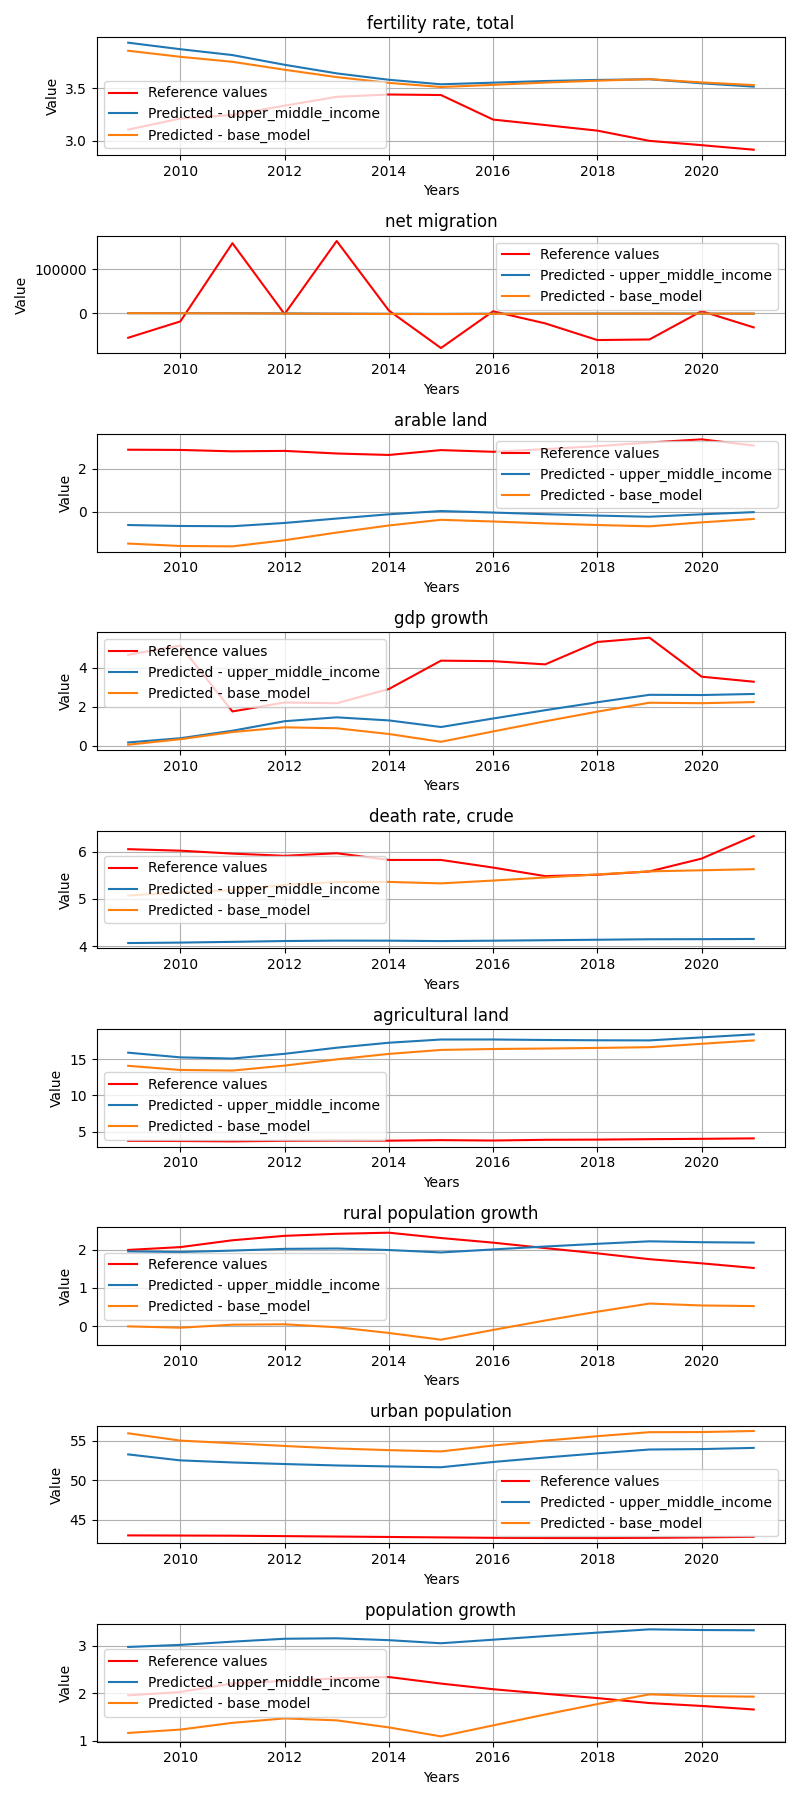 fertility rate, total
3.5
3.0
Value
Reference values
Predicted - upper_middle_income
Predicted - base_model
2010 2012 2014 2016 2018 2020
Years
net migration
100000
0
Value
Reference values
Predicted - upper_middle_income
Predicted - base_model
2010 2012 2014 2016 2018 2020
Years
arable land
2
0
Value
Reference values
Predicted - upper_middle_income
Predicted - base_model
2010 2012 2014 2016 2018 2020
Years
gdp growth
4
2
0
Value
Reference values
Predicted - upper_middle_income
Predicted - base_model
2010 2012 2014 2016 2018 2020
Years
death rate, crude
6
5
4
Value
Reference values
Predicted - upper_middle_income
Predicted - base_model
2010 2012 2014 2016 2018 2020
Years
agricultural land
15
10
5
Value
Reference values
Predicted - upper_middle_income
Predicted - base_model
2010 2012 2014 2016 2018 2020
Years
rural population growth
2
1
0
Value
Reference values
Predicted - upper_middle_income
Predicted - base_model
2010 2012 2014 2016 2018 2020
Years
urban population
55
50
45
Value
Reference values
Predicted - upper_middle_income
Predicted - base_model
2010 2012 2014 2016 2018 2020
Years
population growth
3
2
1
Value
Reference values
Predicted - upper_middle_income
Predicted - base_model
2010 2012 2014 2016 2018 2020
Years